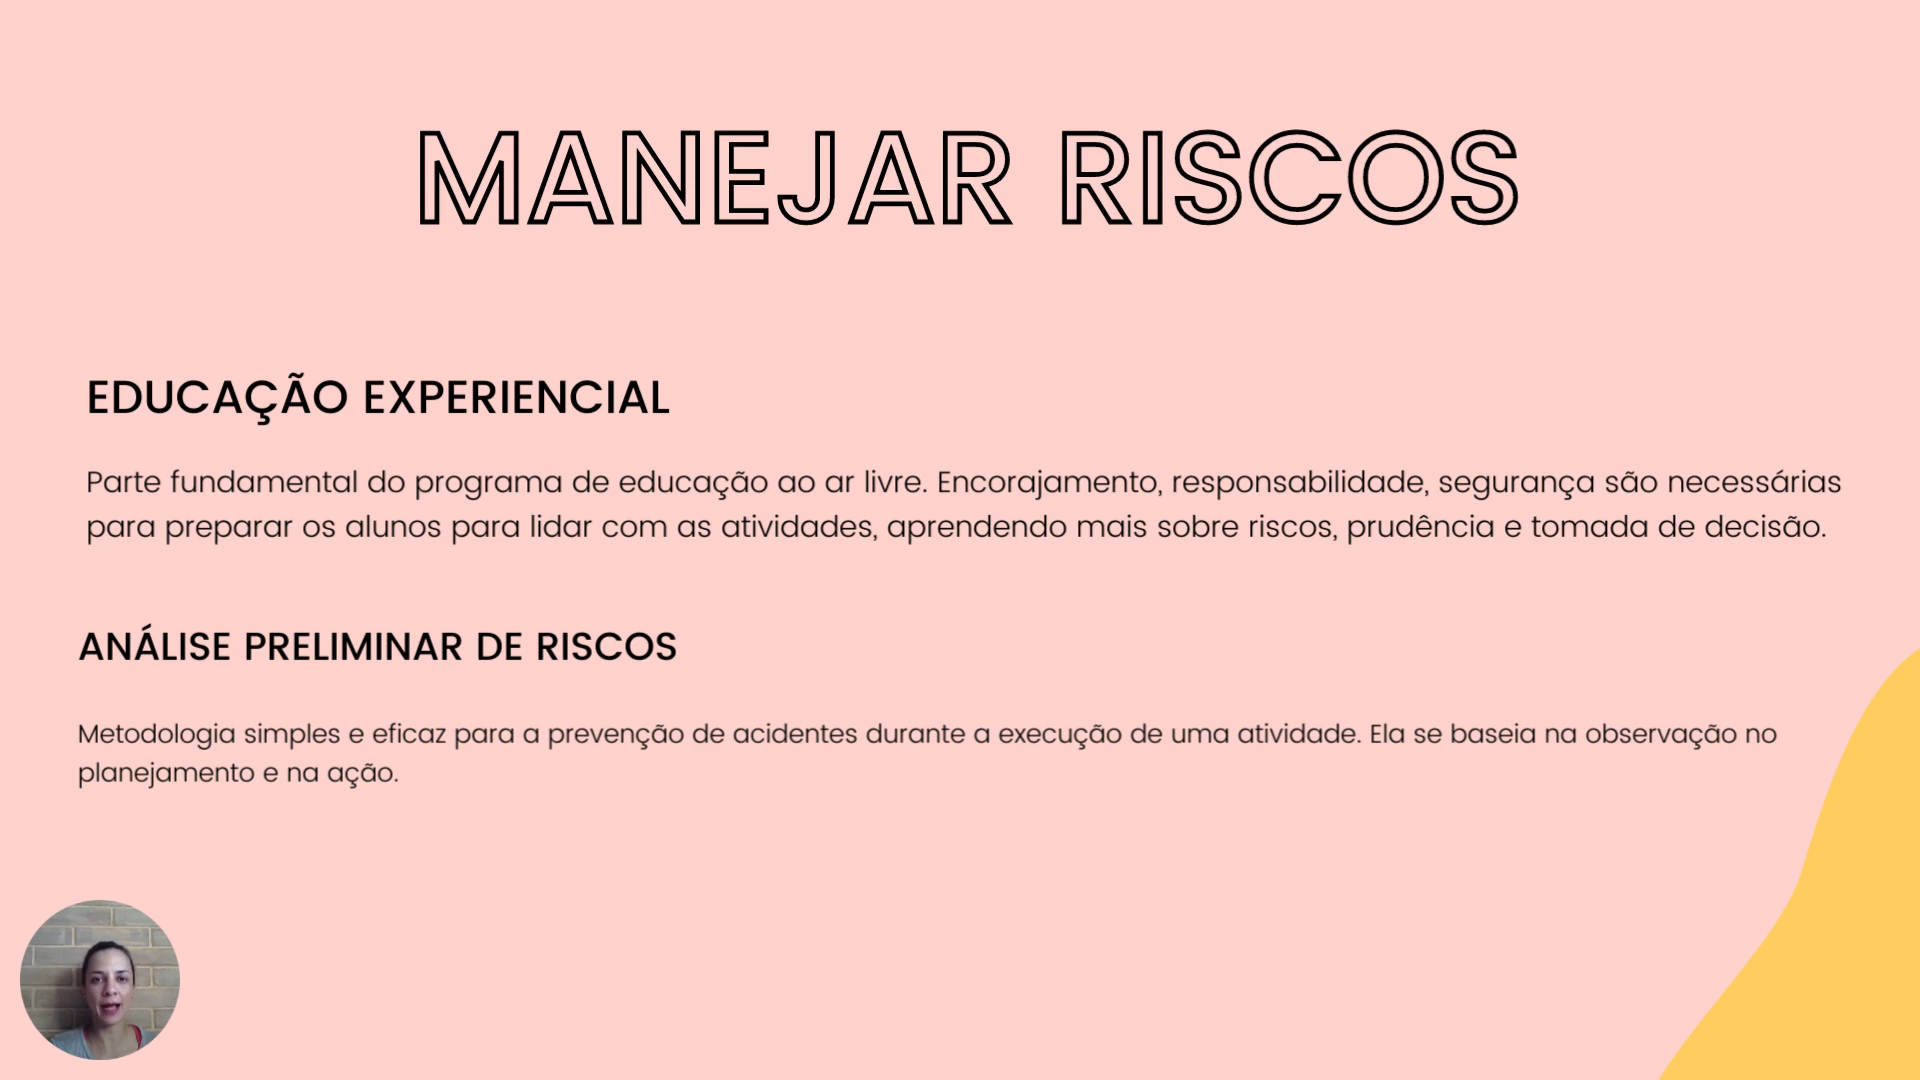 MANEJAR RISCOS
EDUCAÇÃO EXPERIENCIAL
Parte fundamental do programa de educação ao ar livre. Encorajamento, responsabilidade, segurança são necessárias
para preparar os alunos para lidar com as atividades, aprendendo mais sobre riscos, prudência e tomada de decisão.
ANÁLISE PRELIMINAR DE RISCOS
Metodologia simples e eficaz para a prevenção de acidentes durante a execução de uma atividade. Ela se baseia na observação no
planejamento e na ação.